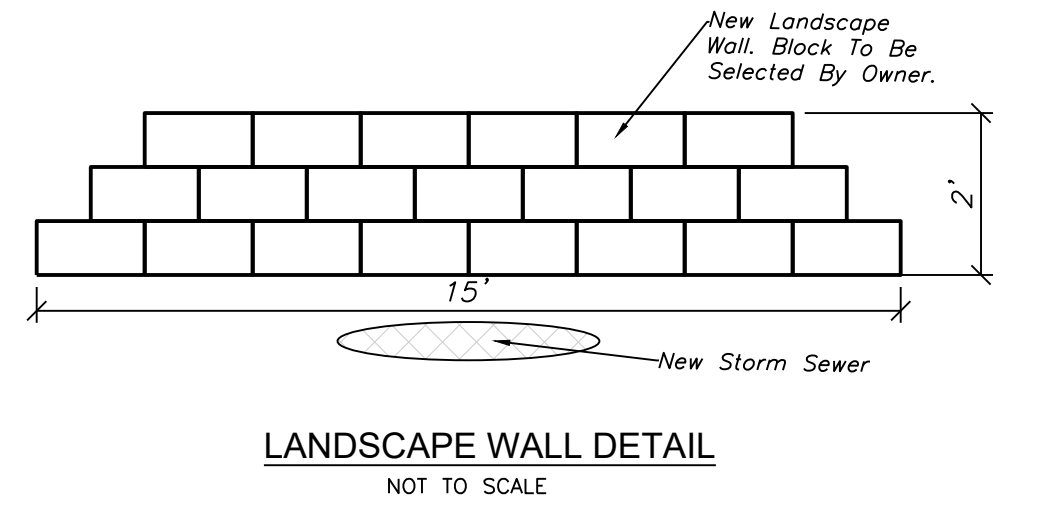 New Landscape
Wall. Block To Be
Selected By Owner.
2'
15'
New Storm Sewer
LANDSCAPE WALL DETAIL
NOT TO SCALE